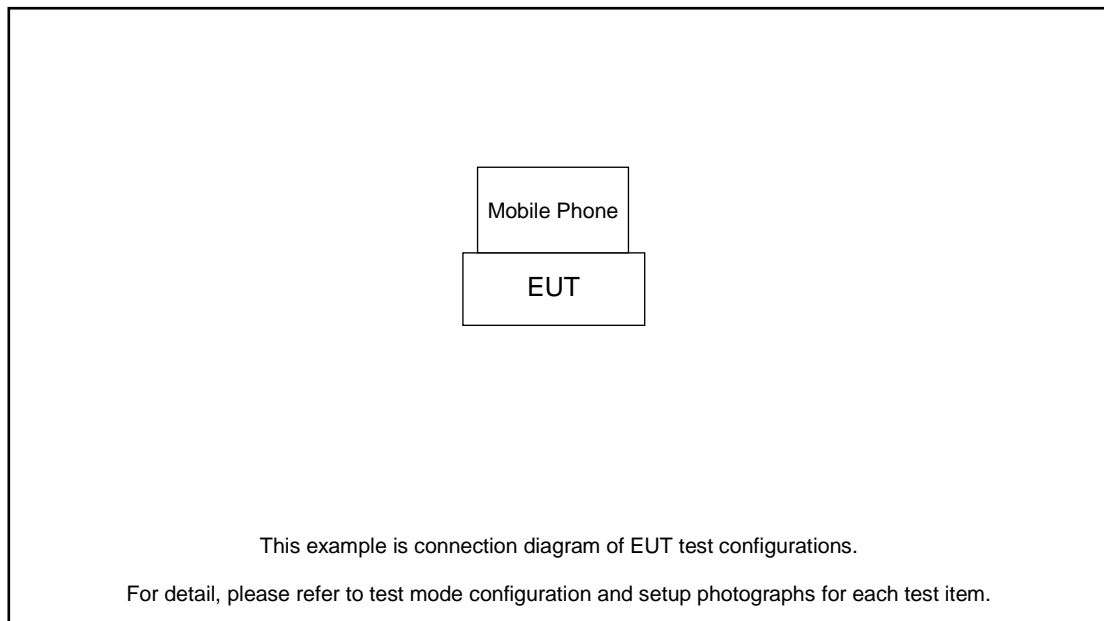 Mobile Phone
EUT
This example is connection diagram of EUT test configurations.
For detail, please refer to test mode configuration and setup photographs for each test item.